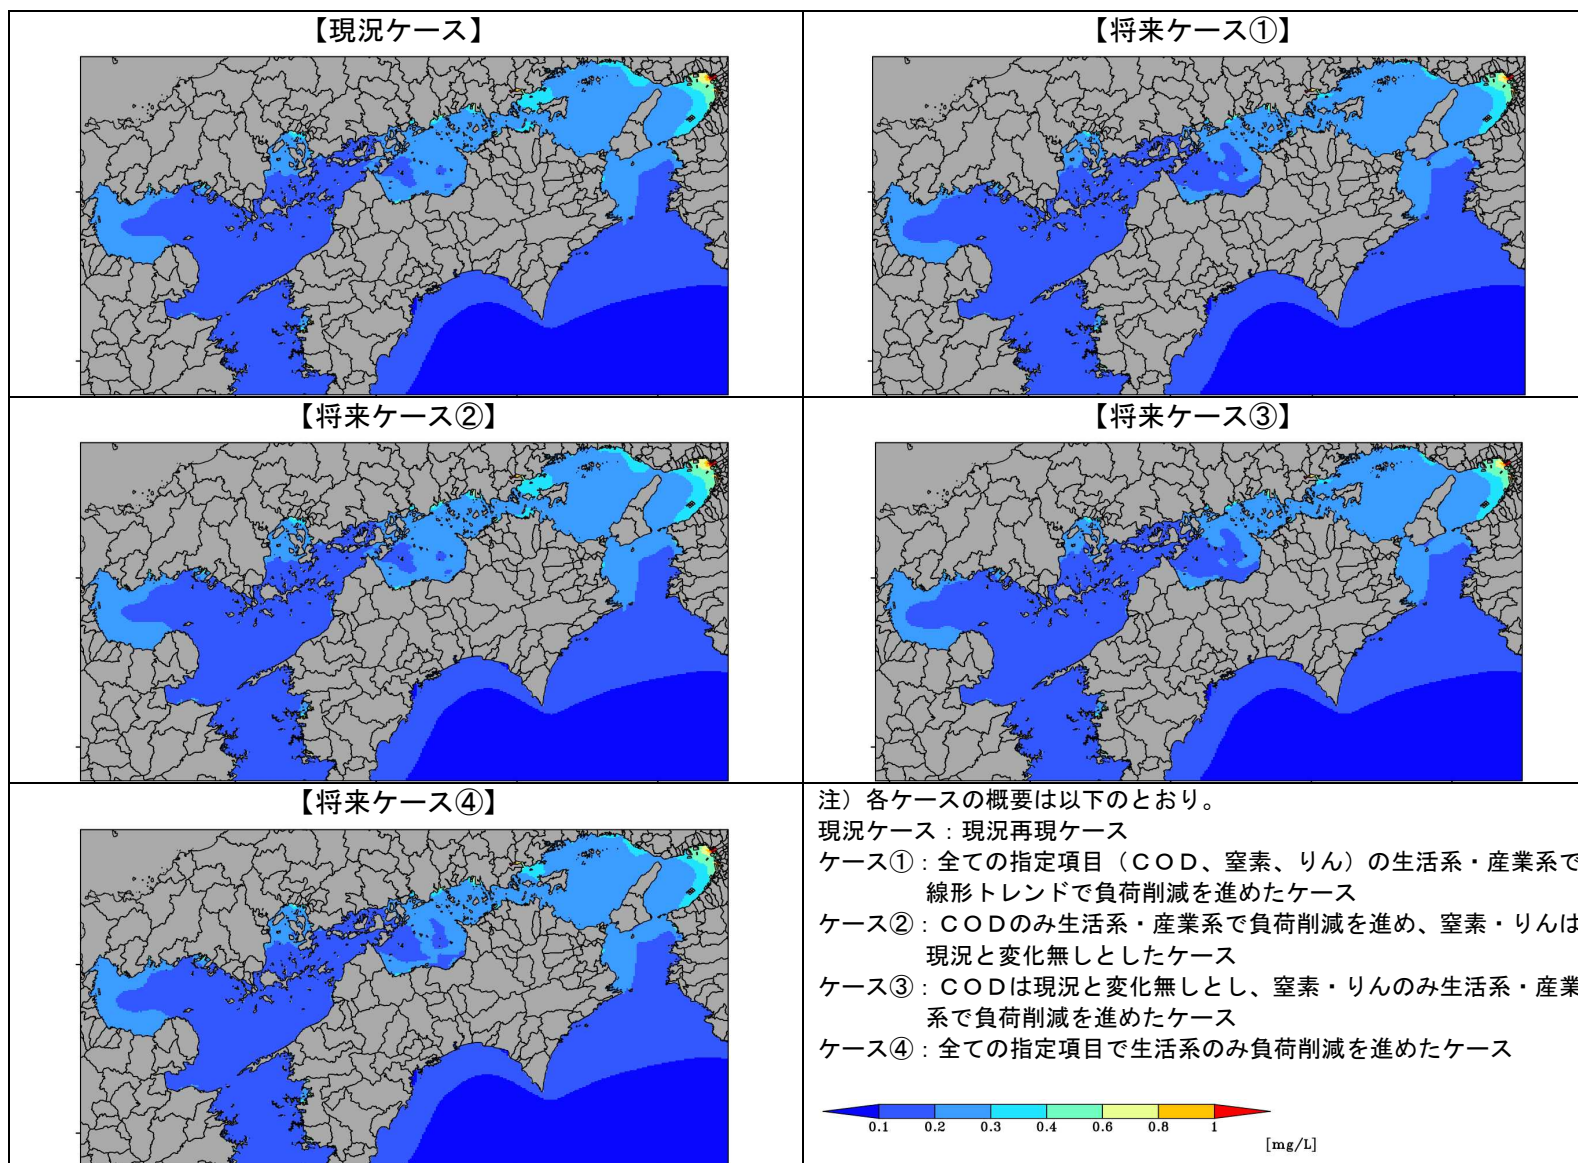 【現況ケース】
【将来ケース①】
【将来ケース②】
【将来ケース③】
【将来ケース④】
注）各ケースの概要は以下のとおり。
現況ケース：現況再現ケース
ケース①：全ての指定項目（ＣＯＤ、窒素、りん）の生活系・産業系で
線形トレンドで負荷削減を進めたケース
ケース②：ＣＯＤのみ生活系・産業系で負荷削減を進め、窒素・りんは
現況と変化無しとしたケース
ケース③：ＣＯＤは現況と変化無しとし、窒素・りんのみ生活系・産業
系で負荷削減を進めたケース
ケース④：全ての指定項目で生活系のみ負荷削減を進めたケース
0.1 0.2 0.3 0.4 0.6 0.8 1
[mg/L]